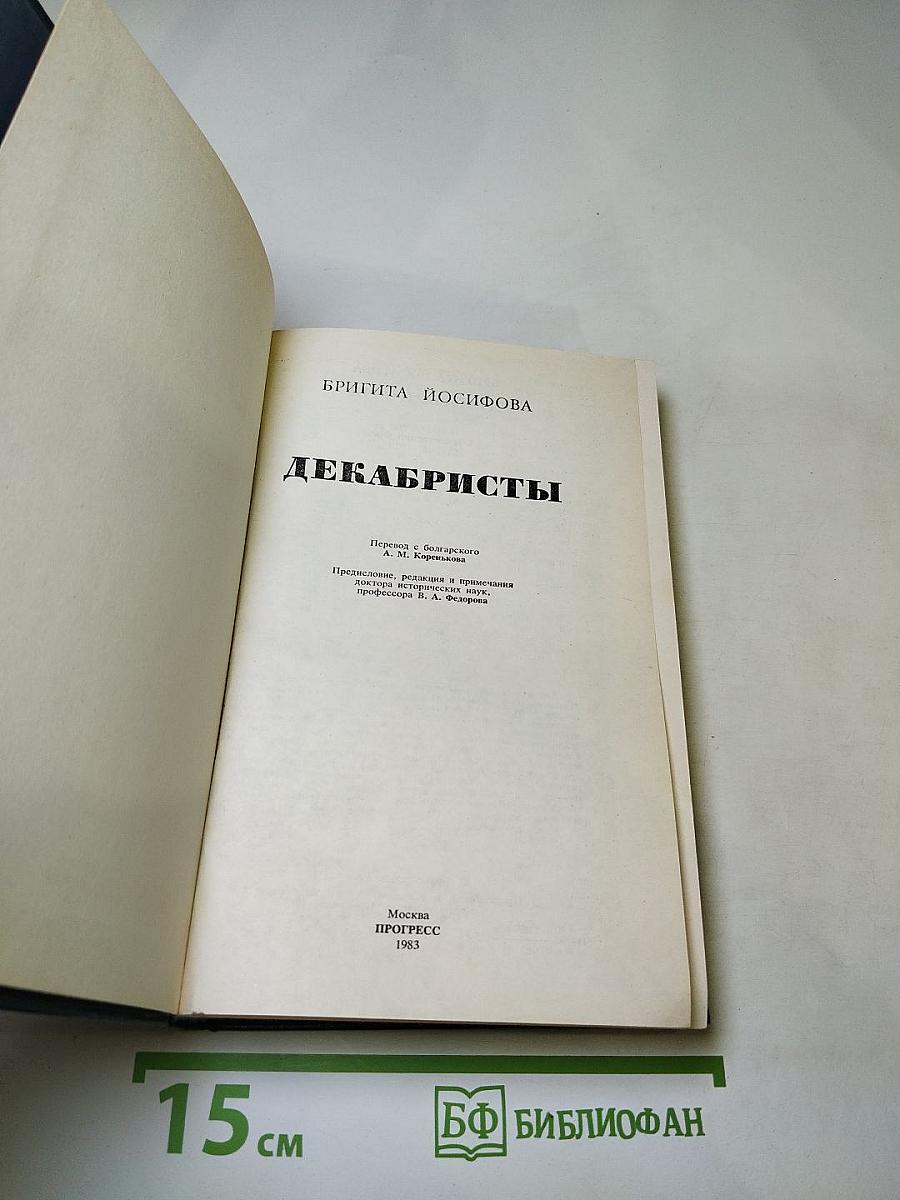 БРИГИТА ЙОСИФОВА
ДЕКАБРИСТЫ
Перевод с болгарского
А. М. Коренькова
Предисловие, редакция и примечания
доктора исторических наук,
профессора В. А. Федорова
Москва
ПРОГРЕСС
1983
15 см
БФ БИБЛИОФАН